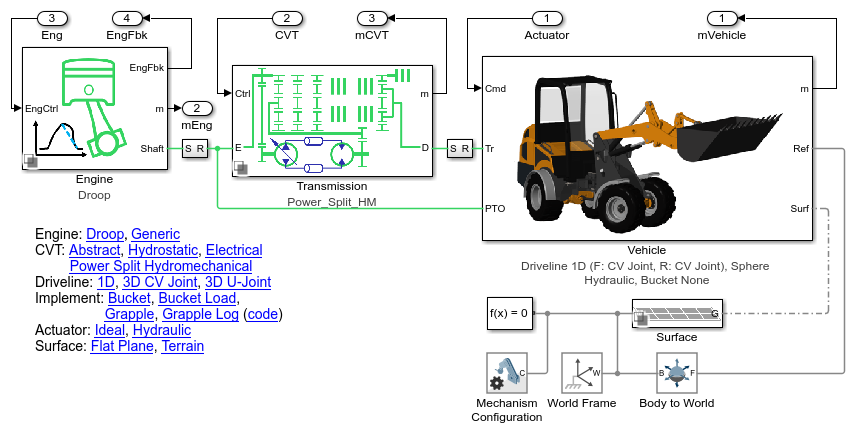 3
4
2
3
1
1
Eng
EngFbk
CVT
mCVT
Actuator
mVehicle
EngFbk
EngCtrl
m
2
mEng
Shaft
S R
Engine
Droop
Ctrl
m
E
D
S R
Transmission
Power_Split_HM
Cmd
m
Tr
Ref
PTO
Surf
Vehicle
Driveline 1D (F: CV Joint, R: CV Joint), Sphere
Hydraulic, Bucket None
Engine: Droop, Generic
CVT: Abstract, Hydrostatic, Electrical
Power Split Hydromechanical
Driveline: 1D, 3D CV Joint, 3D U-Joint
Implement: Bucket, Bucket Load,
Grapple, Grapple Log (code)
Actuator: Ideal, Hydraulic
Surface: Flat Plane, Terrain
f(x) = 0
G
Surface
C
W
B
F
Mechanism
Configuration
World Frame
Body to World